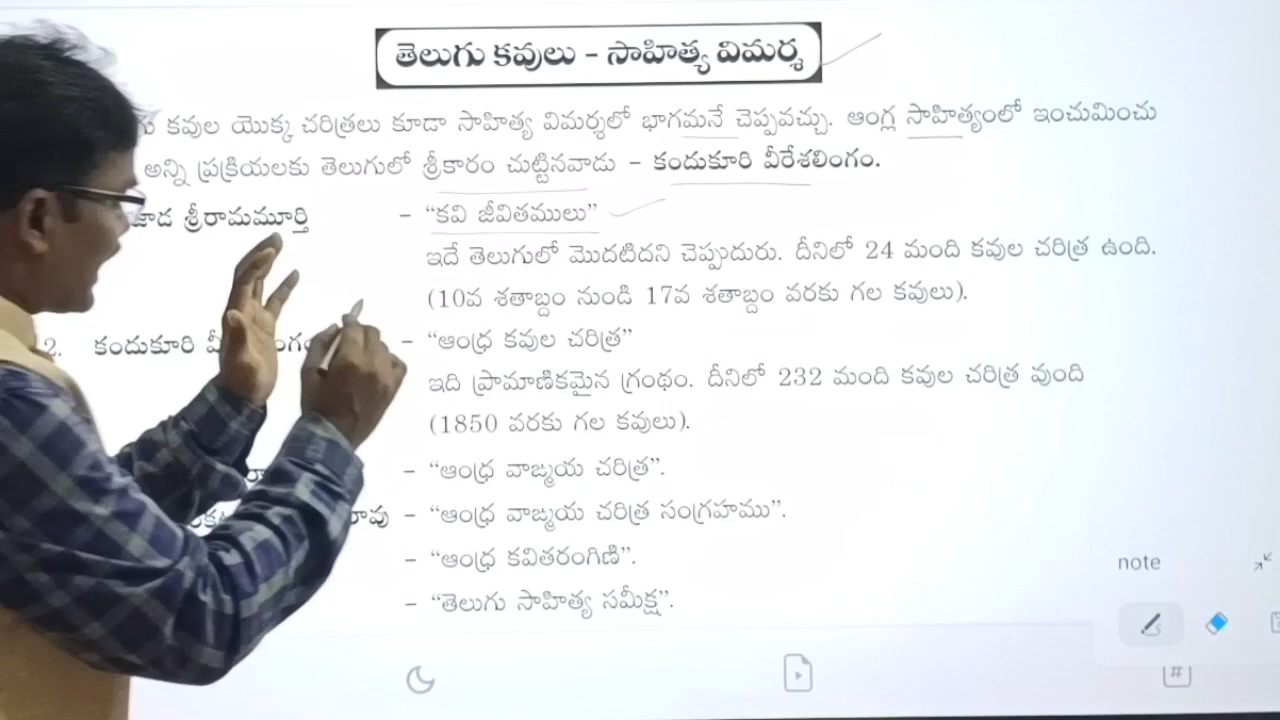 తెలుగు కవులు - సాహిత్య విమర్శ
కవుల యొక్క చరిత్రలు కూడా సాహిత్య విమర్శలో భాగమనే చెప్పవచ్చు. ఆంగ్ల సాహిత్యంలో ఇంచుమించు
అన్ని ప్రక్రియలకు తెలుగులో శ్రీకారం చుట్టినవాడు - కందుకూరి వీరేశలింగం.
శ్రీరామమూర్తి - “కవి జీవితములు”
ఇదే తెలుగులో మొదటిదని చెప్పుదురు. దీనిలో 24 మంది కవుల చరిత్ర ఉంది.
(10వ శతాబ్దం నుండి 17వ శతాబ్దం వరకు గల కవులు).
2. కందుకూరి - “ఆంధ్ర కవుల చరిత్ర”
ఇది ప్రామాణికమైన గ్రంథం. దీనిలో 232 మంది కవుల చరిత్ర వుంది
(1850 వరకు గల కవులు).
- “ఆంధ్ర వాఙ్మయ చరిత్ర”.
- “ఆంధ్ర వాఙ్మయ చరిత్ర సంగ్రహము”.
- “ఆంధ్ర కవితరంగిణి”.
- “తెలుగు సాహిత్య సమీక్ష”.
note